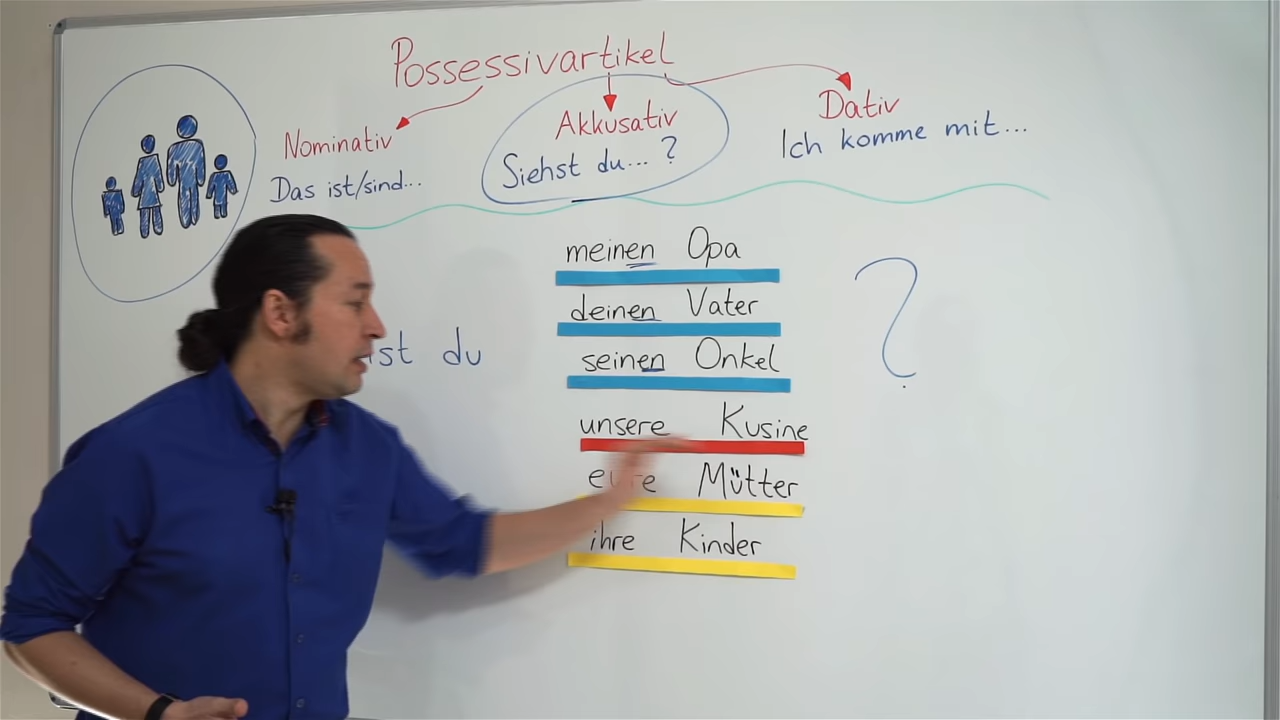 Possessivartikel
Nominativ
Das ist/sind...
Akkusativ
Siehst du... ?
Dativ
Ich komme mit...
meinen Opa
deinen Vater
seinen Onkel
unsere Kusine
eure Mütter
ihre Kinder
du
?